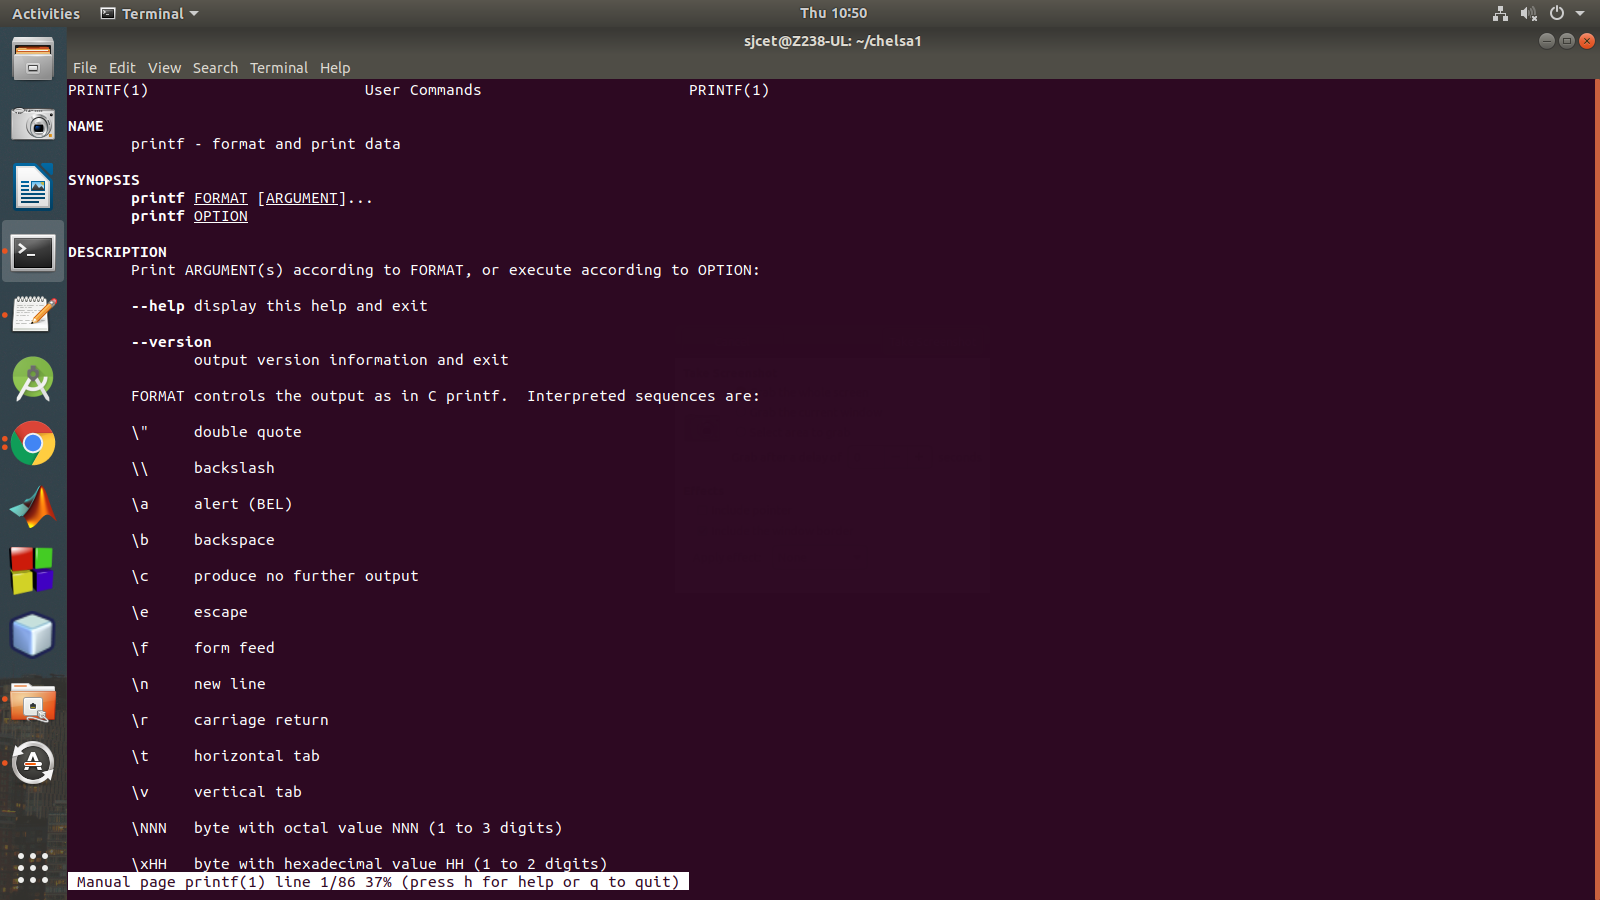 Activities Terminal Thu 10:50
sjcet@Z238-UL: ~/chelsa1
File Edit View Search Terminal Help
PRINTF(1) User Commands PRINTF(1)
NAME
printf - format and print data
SYNOPSIS
printf FORMAT [ARGUMENT]...
printf OPTION
DESCRIPTION
Print ARGUMENT(s) according to FORMAT, or execute according to OPTION:
--help display this help and exit
--version
output version information and exit
FORMAT controls the output as in C printf. Interpreted sequences are:
\" double quote
\\ backslash
\a alert (BEL)
\b backspace
\c produce no further output
\e escape
\f form feed
\n new line
\r carriage return
\t horizontal tab
\v vertical tab
\NNN byte with octal value NNN (1 to 3 digits)
\xHH byte with hexadecimal value HH (1 to 2 digits)
Manual page printf(1) line 1/86 37% (press h for help or q to quit)